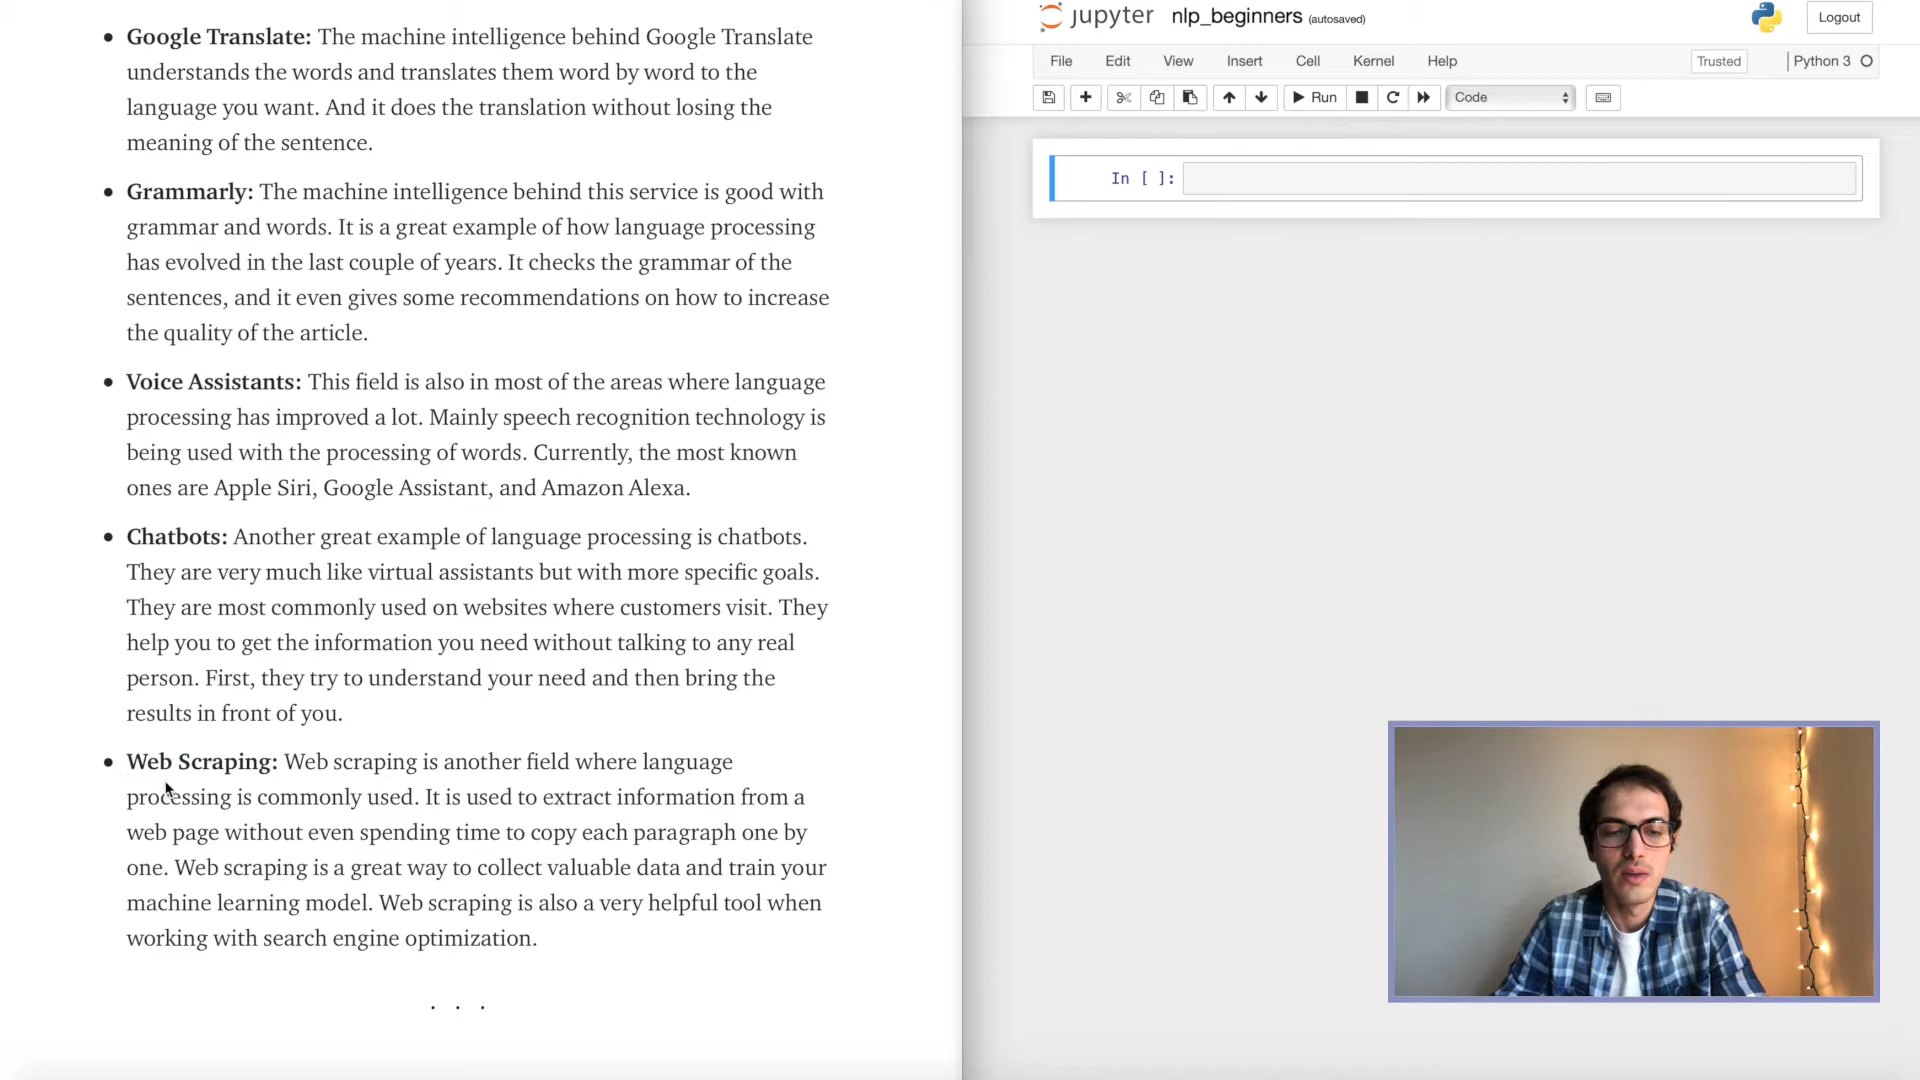 Google Translate: The machine intelligence behind Google Translate
understands the words and translates them word by word to the
language you want. And it does the translation without losing the
meaning of the sentence.
Grammarly: The machine intelligence behind this service is good with
grammar and words. It is a great example of how language processing
has evolved in the last couple of years. It checks the grammar of the
sentences, and it even gives some recommendations on how to increase
the quality of the article.
Voice Assistants: This field is also in most of the areas where language
processing has improved a lot. Mainly speech recognition technology is
being used with the processing of words. Currently, the most known
ones are Apple Siri, Google Assistant, and Amazon Alexa.
Chatbots: Another great example of language processing is chatbots.
They are very much like virtual assistants but with more specific goals.
They are most commonly used on websites where customers visit. They
help you to get the information you need without talking to any real
person. First, they try to understand your need and then bring the
results in front of you.
Web Scraping: Web scraping is another field where language
processing is commonly used. It is used to extract information from a
web page without even spending time to copy each paragraph one by
one. Web scraping is a great way to collect valuable data and train your
machine learning model. Web scraping is also a very helpful tool when
working with search engine optimization.
. . .
jupyter nlp_beginners (autosaved) Logout
File Edit View Insert Cell Kernel Help Trusted Python 3
Run Code
In [ ]: